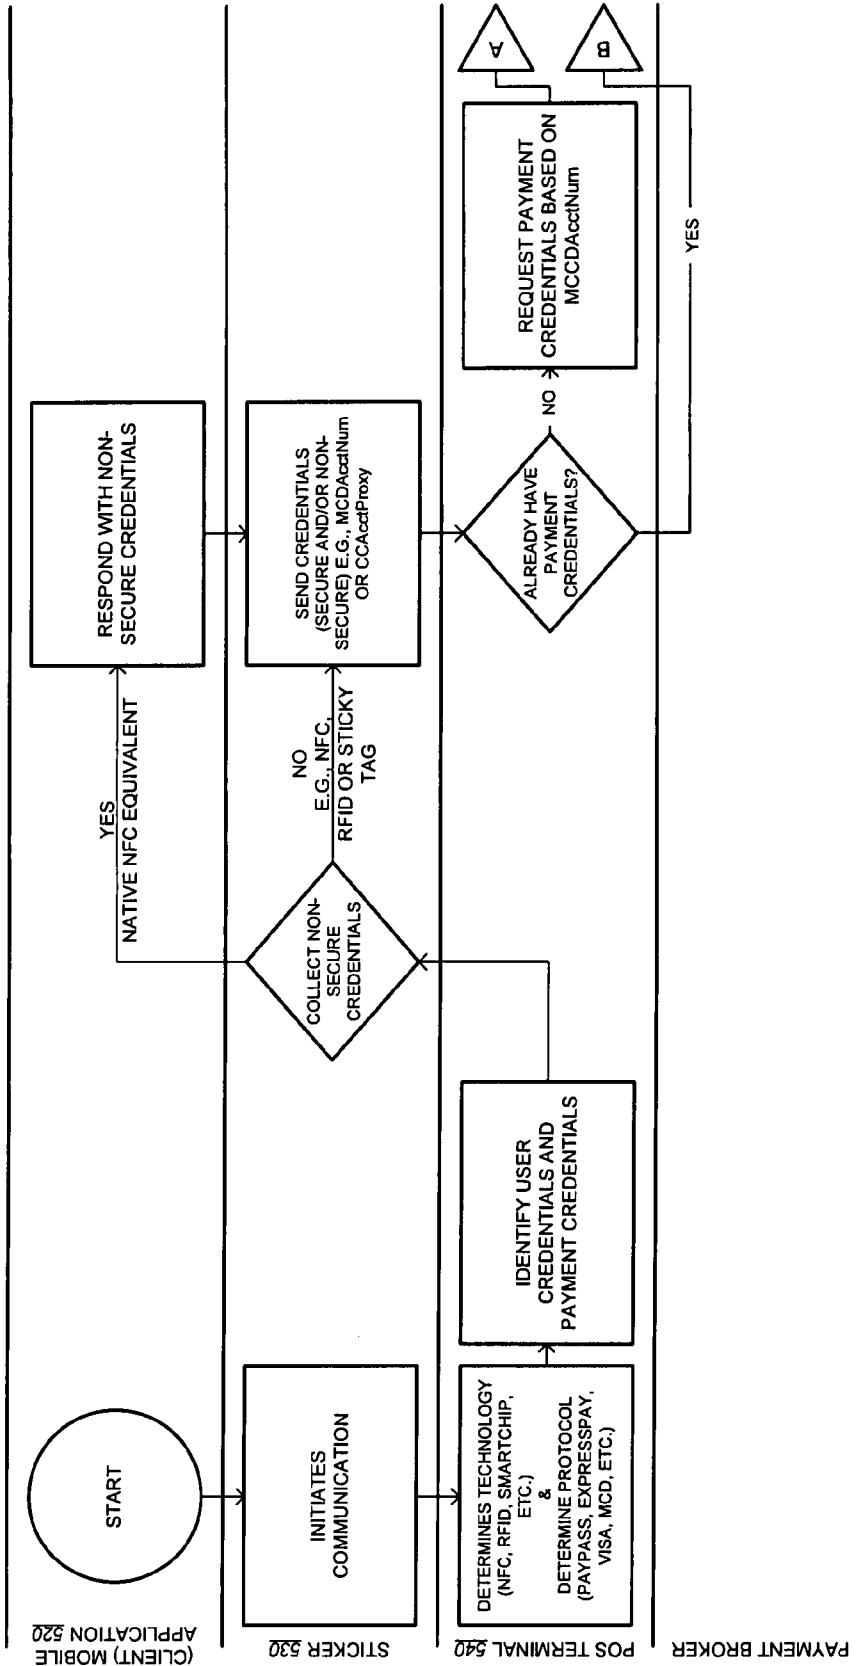 (CLIENT) MOBILE
APPLICATION 520
START
RESPOND WITH NON-
SECURE CREDENTIALS
YES
NATIVE NFC EQUIVALENT
STICKER 530
INITIATES
COMMUNICATION
COLLECT NON-
SECURE
CREDENTIALS
NO
E.G., NFC,
RFID OR STICKY
TAG
SEND CREDENTIALS
(SECURE AND/OR NON-
SECURE) E.G., MCDAcctNum
OR CCAcctProxy
POS TERMINAL 540
DETERMINES TECHNOLOGY
(NFC, RFID, SMARTCHIP,
ETC.)
&
DETERMINE PROTOCOL
(PAYPASS, EXPRESSPAY,
VISA, MCD, ETC.)
IDENTIFY USER
CREDENTIALS AND
PAYMENT CREDENTIALS
ALREADY HAVE
PAYMENT
CREDENTIALS?
NO
REQUEST PAYMENT
CREDENTIALS BASED ON
MCCDAcctNum
A
B
YES
PAYMENT BROKER